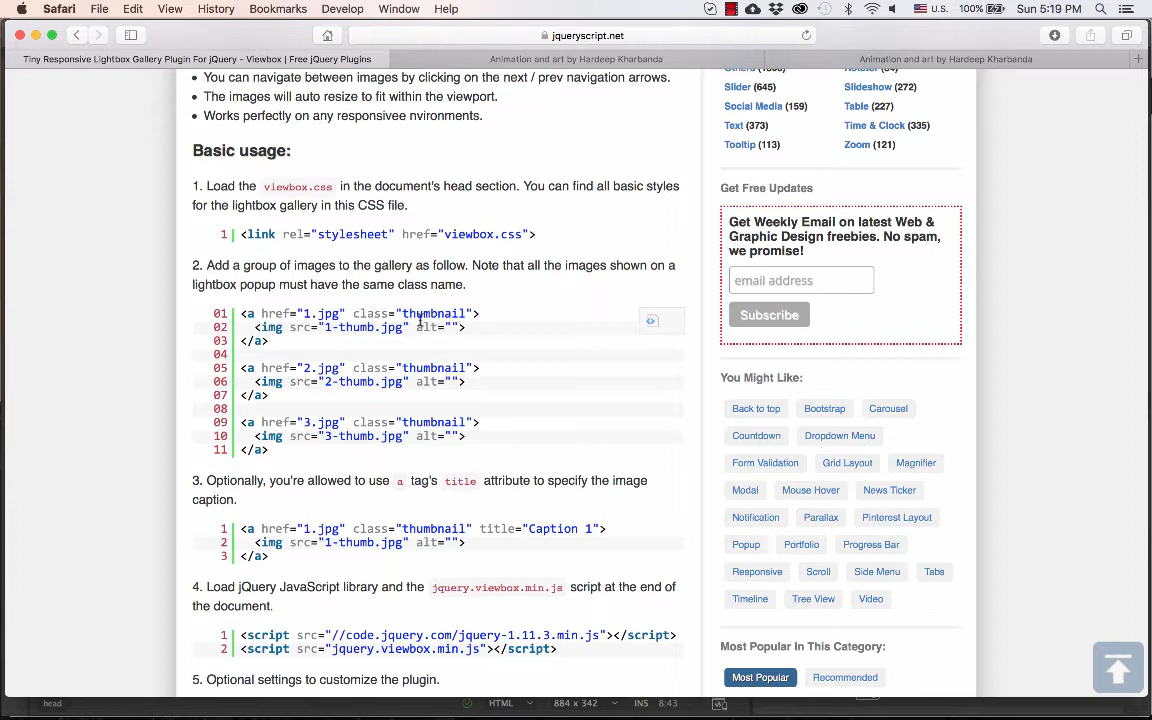 Safari File Edit View History Bookmarks Develop Window Help U.S. 100% Sun 5:19 PM
jqueryscript.net
Tiny Responsive Lightbox Gallery Plugin For jQuery - Viewbox | Free jQuery Plugins
Animation and art by Hardeep Kharbanda
Animation and art by Hardeep Kharbanda
You can navigate between images by clicking on the next / prev navigation arrows.
The images will auto resize to fit within the viewport.
Works perfectly on any responsivee nvironments.
Basic usage:
1. Load the viewbox.css in the document's head section. You can find all basic styles
for the lightbox gallery in this CSS file.
1 <link rel="stylesheet" href="viewbox.css">
2. Add a group of images to the gallery as follow. Note that all the images shown on a
lightbox popup must have the same class name.
01 <a href="1.jpg" class="thumbnail">
02 <img src="1-thumb.jpg" alt="">
03 </a>
04
05 <a href="2.jpg" class="thumbnail">
06 <img src="2-thumb.jpg" alt="">
07 </a>
08
09 <a href="3.jpg" class="thumbnail">
10 <img src="3-thumb.jpg" alt="">
11 </a>
3. Optionally, you're allowed to use a tag's title attribute to specify the image
caption.
1 <a href="1.jpg" class="thumbnail" title="Caption 1">
2 <img src="1-thumb.jpg" alt="">
3 </a>
4. Load jQuery JavaScript library and the jquery.viewbox.min.js script at the end of
the document.
1 <script src="//code.jquery.com/jquery-1.11.3.min.js"></script>
2 <script src="jquery.viewbox.min.js"></script>
5. Optional settings to customize the plugin.
Slider (645) Slideshow (272)
Social Media (159) Table (227)
Text (373) Time & Clock (335)
Tooltip (113) Zoom (121)
Get Free Updates
Get Weekly Email on latest Web &
Graphic Design freebies. No spam,
we promise!
email address
Subscribe
You Might Like:
Back to top Bootstrap Carousel
Countdown Dropdown Menu
Form Validation Grid Layout Magnifier
Modal Mouse Hover News Ticker
Notification Parallax Pinterest Layout
Popup Portfolio Progress Bar
Responsive Scroll Side Menu Tabs
Timeline Tree View Video
Most Popular In This Category:
Most Popular Recommended
head HTML 884 x 342 INS 8:43